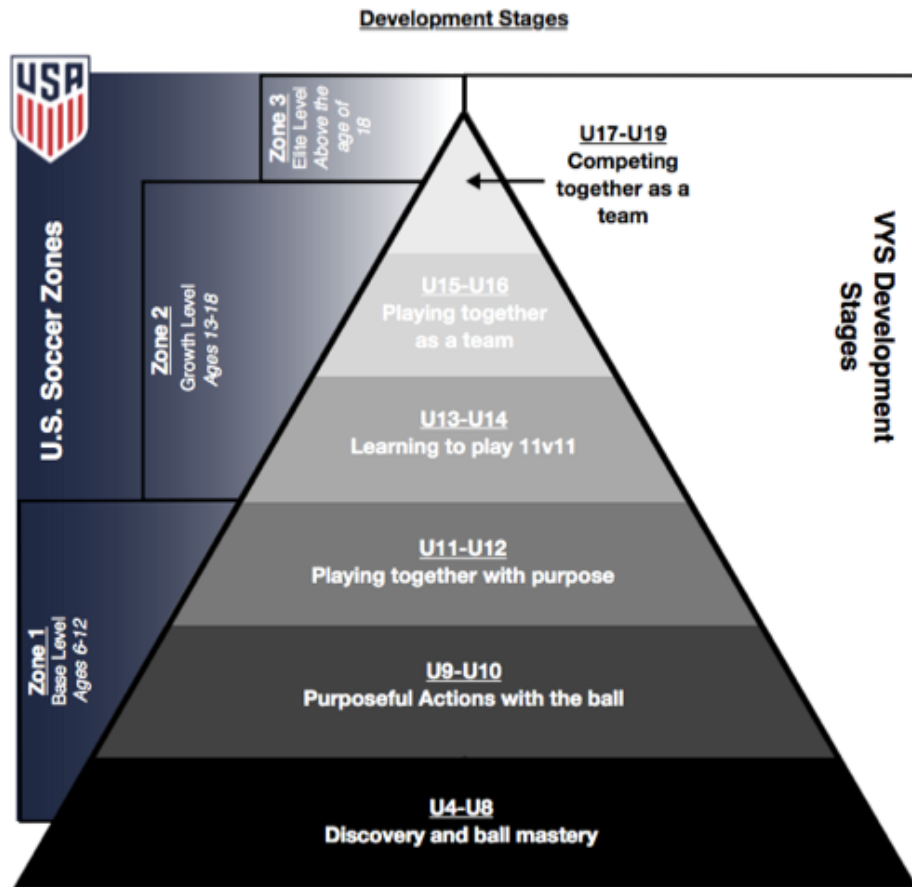 Development Stages
USA
U.S. Soccer Zones
Zone 3
Elite Level
Above the
age of
18
Zone 2
Growth Level
Ages 13-18
Zone 1
Base Level
Ages 6-12
U17-U19
Competing
together as a
team
U15-U16
Playing together
as a team
U13-U14
Learning to play 11v11
U11-U12
Playing together with purpose
U9-U10
Purposeful Actions with the ball
U4-U8
Discovery and ball mastery
VYS Development
Stages